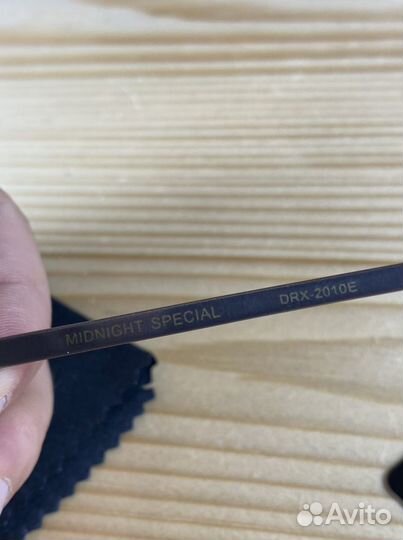 MIDNIGHT SPECIAL DRX-2010E
Avito